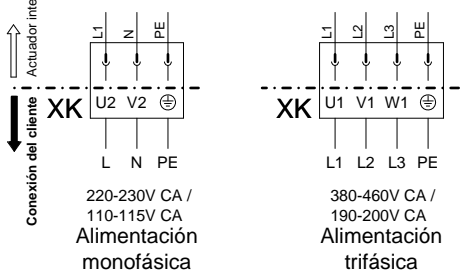 Actuador
Conexión del cliente
L1 N PE
XK U2 V2
L N PE
220-230V CA /
110-115V CA
Alimentación
monofásica
L1 L2 L3 PE
XK U1 V1 W1
L1 L2 L3 PE
380-460V CA /
190-200V CA
Alimentación
trifásica